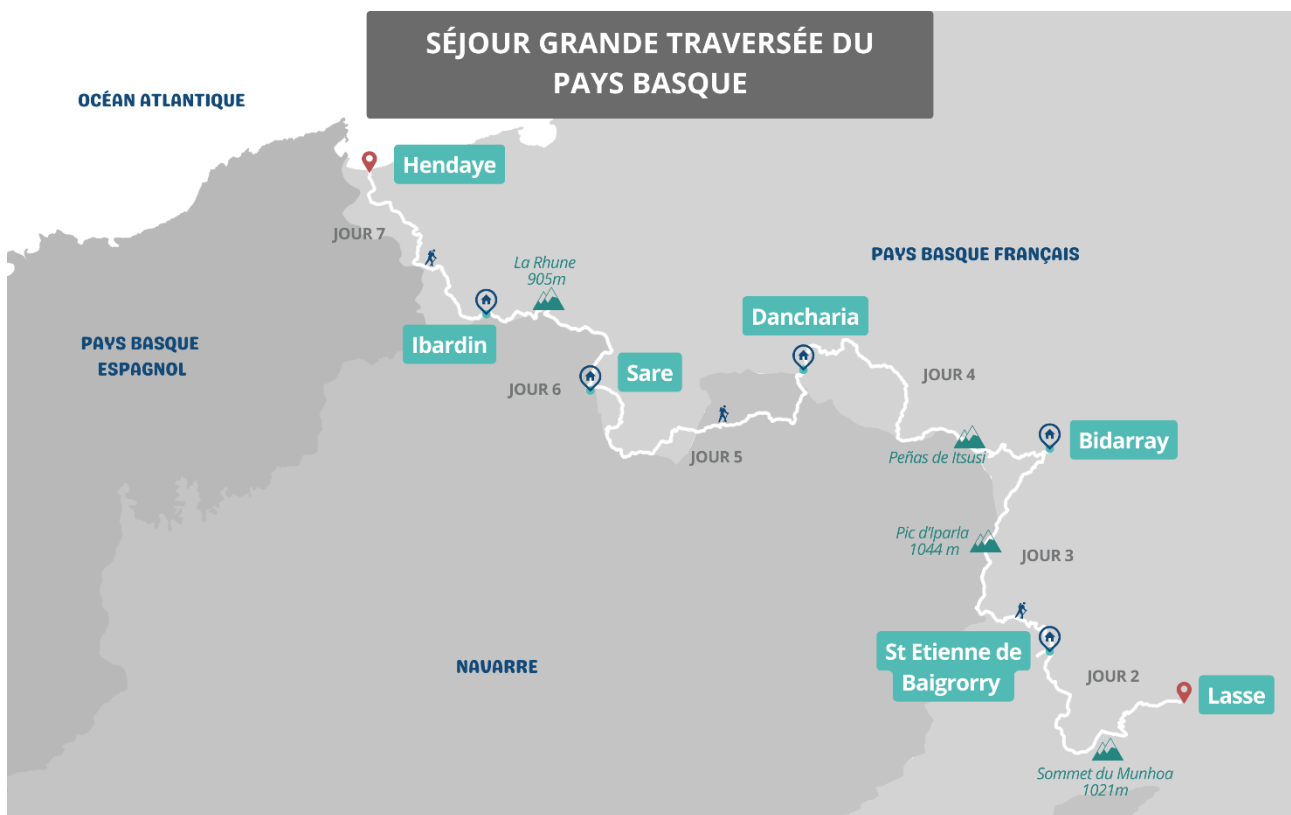 SÉJOUR GRANDE TRAVERSÉE DU
PAYS BASQUE
OCÉAN ATLANTIQUE
Hendaye
JOUR 7
PAYS BASQUE FRANÇAIS
La Rhune
905m
Dancharia
Ibardin
PAYS BASQUE
ESPAGNOL
Sare
JOUR 6
JOUR 4
JOUR 5
Peñas de Itsusi
Bidarray
Pic d'Iparla
1044 m
JOUR 3
St Etienne de
Baigrorry
NAVARRE
JOUR 2
Lasse
Sommet du Munhoa
1021m